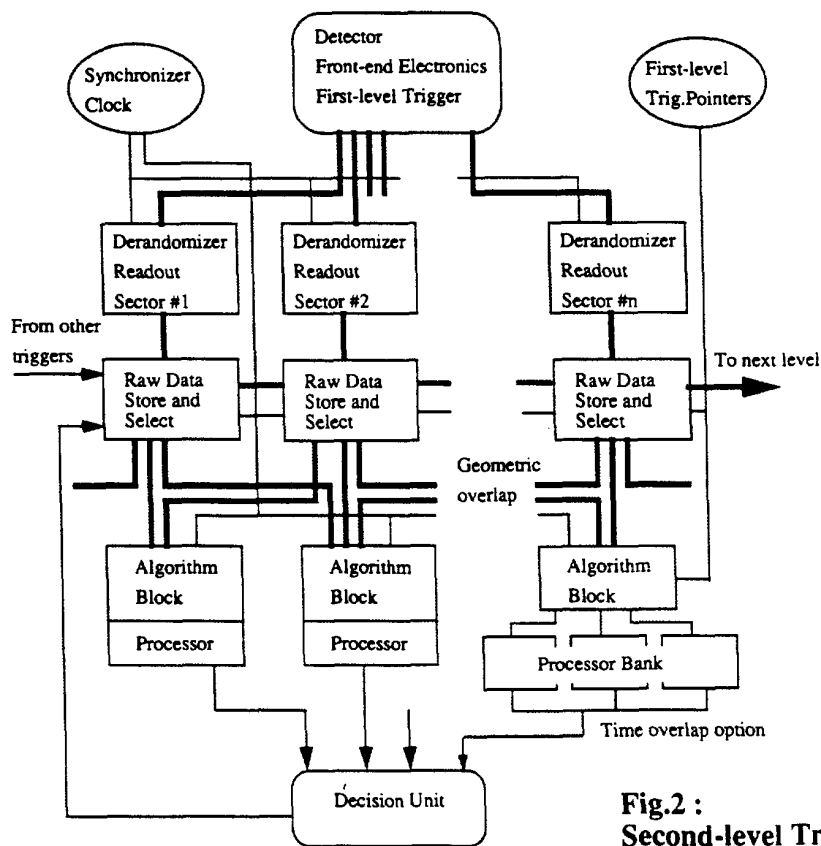 Synchronizer
Clock
Detector
Front-end Electronics
First-level Trigger
First-level
Trig.Pointers
Derandomizer
Readout
Sector #1
Derandomizer
Readout
Sector #2
Derandomizer
Readout
Sector #n
From other
triggers
Raw Data
Store and
Select
Raw Data
Store and
Select
Raw Data
Store and
Select
To next level
Geometric
overlap
Algorithm
Block
Processor
Algorithm
Block
Processor
Algorithm
Block
Processor Bank
Time overlap option
Decision Unit
Fig.2 :
Second-level Tr